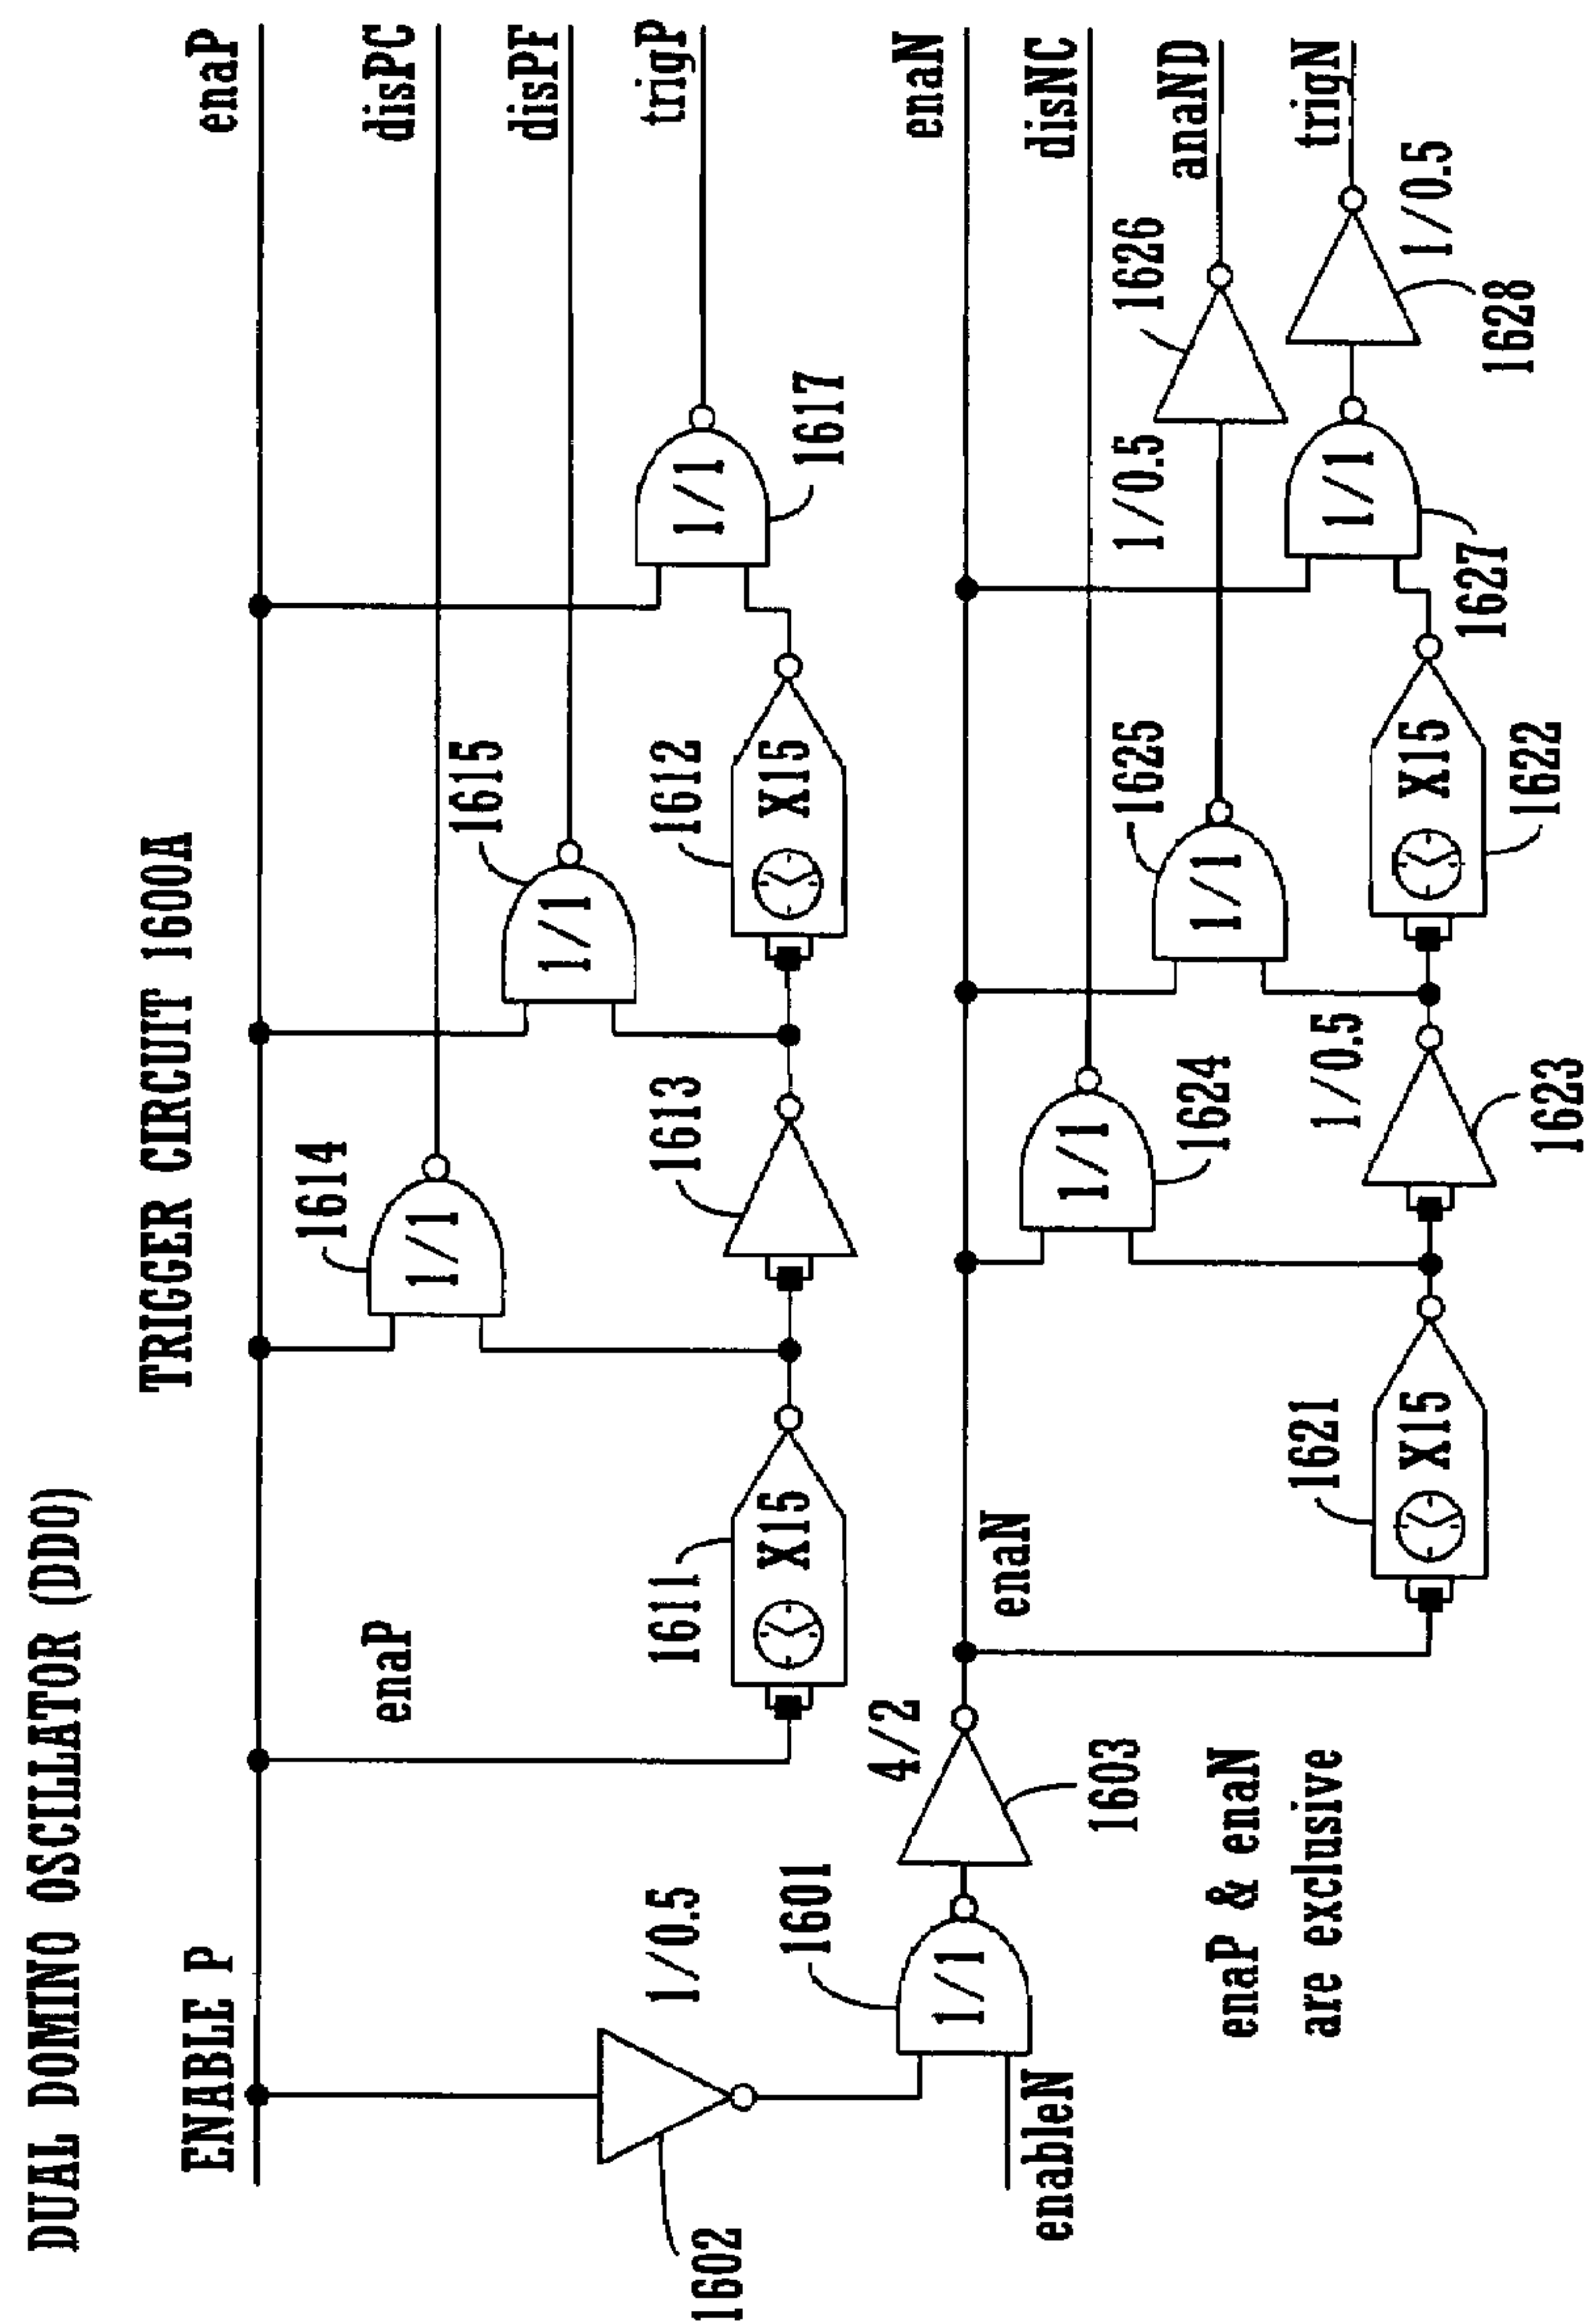 DUAL DOMINO OSCILLATOR (DDO)
TRIGGER CIRCUIT 1600A
ENABLE P
enaP
enaP
disPC
disPF
trigP
1614
1/1
1615
1/1
1617
1/1
1611
X15
1613
1612
X15
1602
1/0.5
1601
1/1
enableN
4/2
1603
enaN
enaN
disNC
anaND
trigN
enaP & enaN
are exclusive
1621
X15
1624
1/1
1623
1/0.5
1625
1/1
1622
X15
1/0.5
1626
1627
1/1
1628
1/0.5